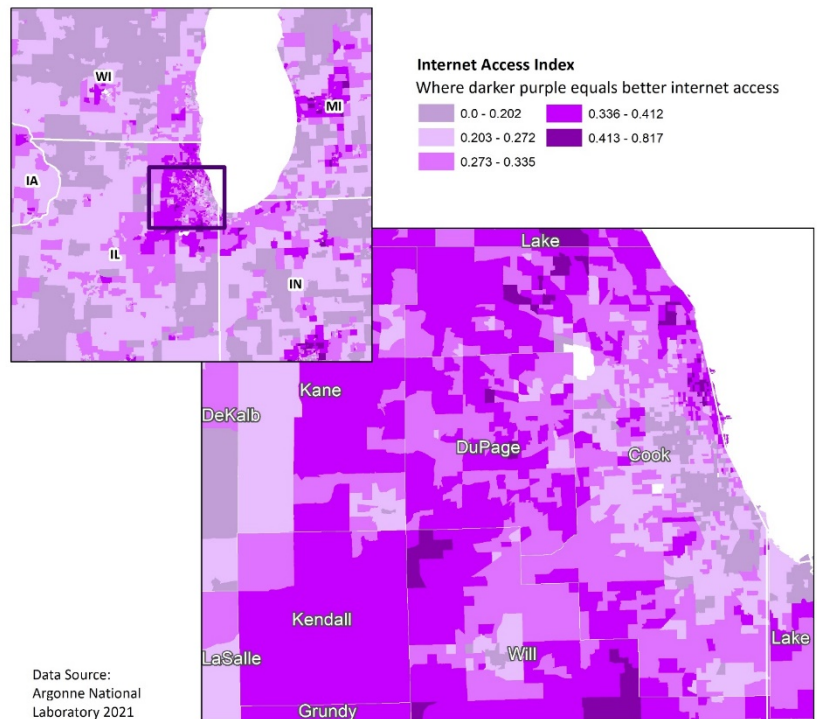 Internet Access Index
Where darker purple equals better internet access
0.0 - 0.202
0.336 - 0.412
0.203 - 0.272
0.413 - 0.817
0.273 - 0.335
WI
MI
IA
IL
IN
Lake
Kane
DeKalb
DuPage
Cook
Kendall
Will
Lake
LaSalle
Grundy
Data Source:
Argonne National
Laboratory 2021